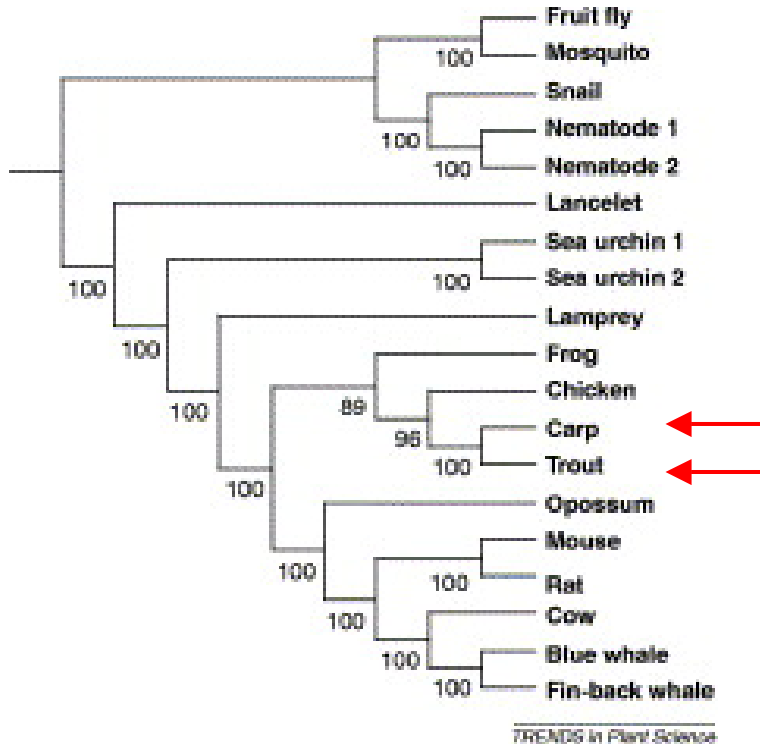 Fruit fly
100
Mosquito
Snail
100
Nematode 1
100
Nematode 2
Lancelet
100
Sea urchin 1
100
Sea urchin 2
100
Lamprey
100
Frog
89
Chicken
96
Carp
100
Trout
100
Opossum
100
Mouse
100
Rat
100
Cow
100
Blue whale
100
Fin-back whale
TRENDS in Plant Science